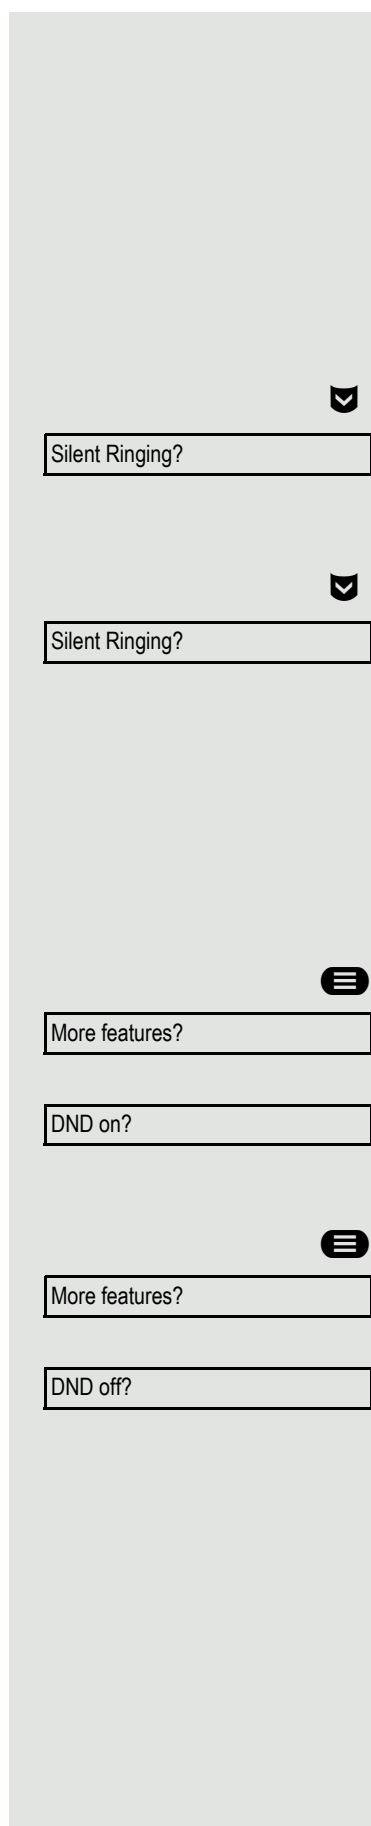 Silent Ringing?
Silent Ringing?
More features?
DND on?
More features?
DND off?